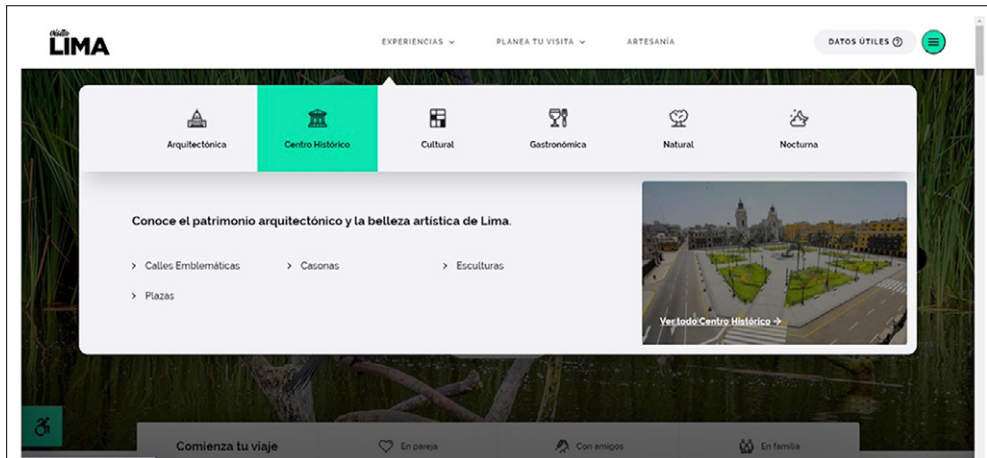 visita
LIMA
EXPERIENCIAS
PLANEA TU VISITA
ARTESANÍA
DATOS ÚTILES
Arquitectónica
Centro Histórico
Cultural
Gastronómica
Natural
Nocturna
Conoce el patrimonio arquitectónico y la belleza artística de Lima.
> Calles Emblemáticas
> Casonas
> Esculturas
> Plazas
Ver todo Centro Histórico →
Comienza tu viaje
En pareja
Con amigos
En familia